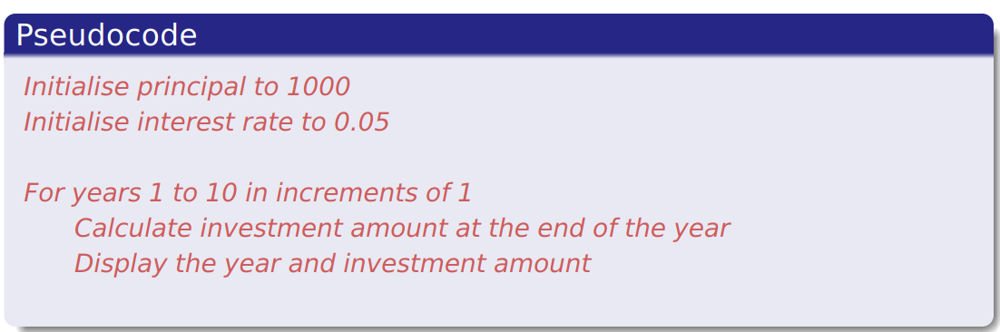 Pseudocode
Initialise principal to 1000
Initialise interest rate to 0.05
For years 1 to 10 in increments of 1
Calculate investment amount at the end of the year
Display the year and investment amount